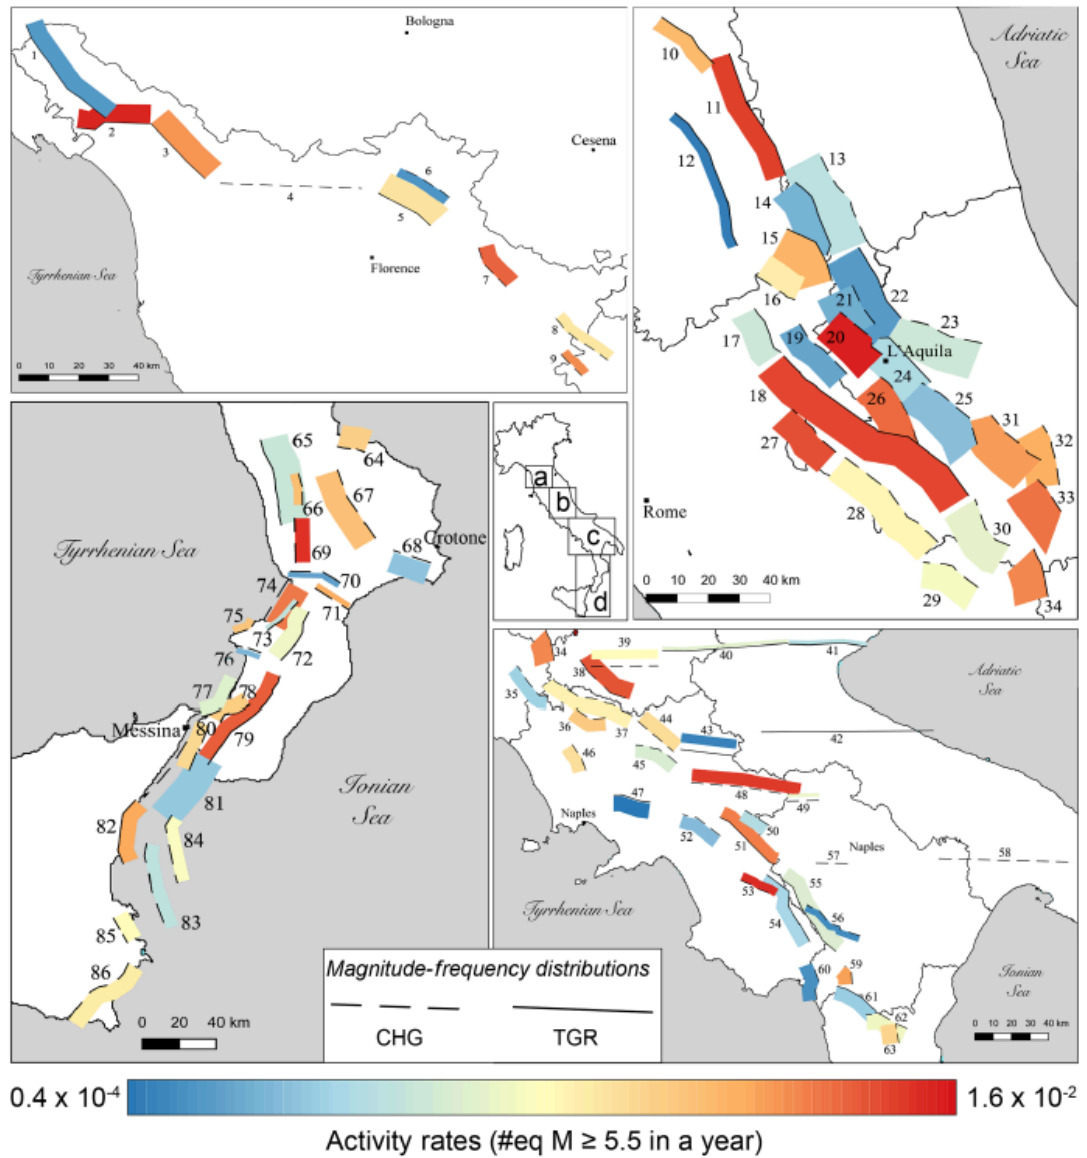 Bologna
1
2
3
4
5
6
7
8
9
Cesena
Florence
Tyrrhenian Sea
0 10 20 30 40 km
Adriatic
Sea
10
11
12
13
14
15
16
17
18
19
20
21
22
23
24
25
26
27
28
29
30
31
32
33
34
L'Aquila
Rome
0 10 20 30 40 km
Tyrrhenian Sea
64
65
66
67
68
69
70
71
72
73
74
75
76
77
78
79
80
81
82
83
84
85
86
Crotone
Messina
Ionian
Sea
0 20 40 km
a
b
c
d
34
35
36
37
38
39
40
41
42
43
44
45
46
47
48
49
50
51
52
53
54
55
56
57
58
59
60
61
62
63
Adriatic
Sea
Naples
Naples
Tyrrhenian Sea
Ionian
Sea
0 10 20 30 40 km
Magnitude-frequency distributions
CHG TGR
0.4 x 10-4 1.6 x 10-2
Activity rates (#eq M ≥ 5.5 in a year)